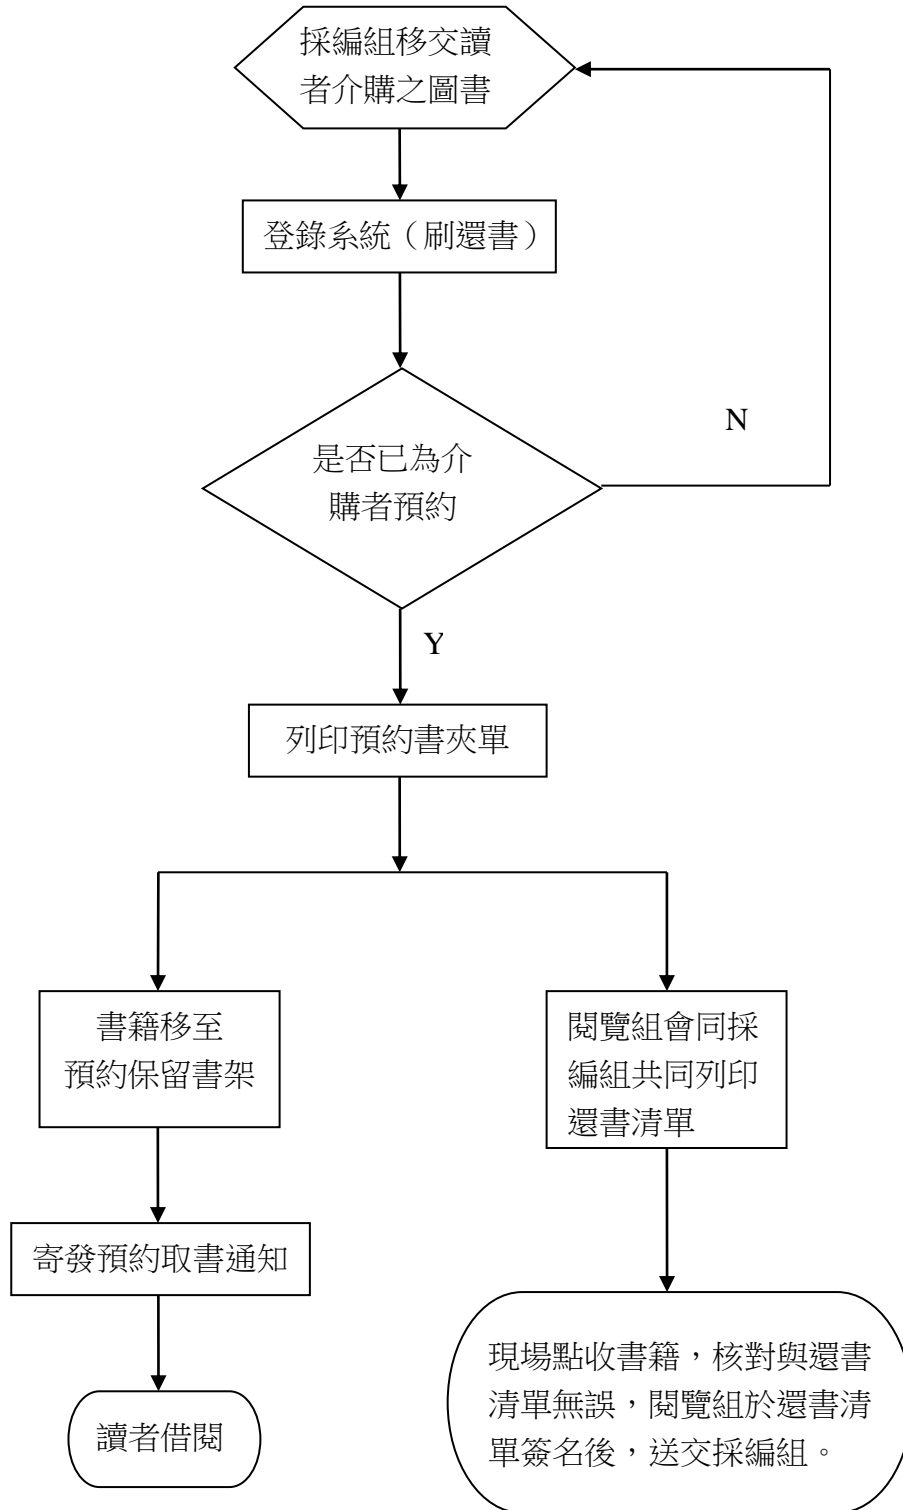 採編組移交讀
者介購之圖書
登錄系統（刷還書）
是否已為介
購者預約
N
Y
列印預約書夾單
書籍移至
預約保留書架
閱覽組會同採
編組共同列印
還書清單
寄發預約取書通知
讀者借閱
現場點收書籍，核對與還書
清單無誤，閱覽組於還書清
單簽名後，送交採編組。